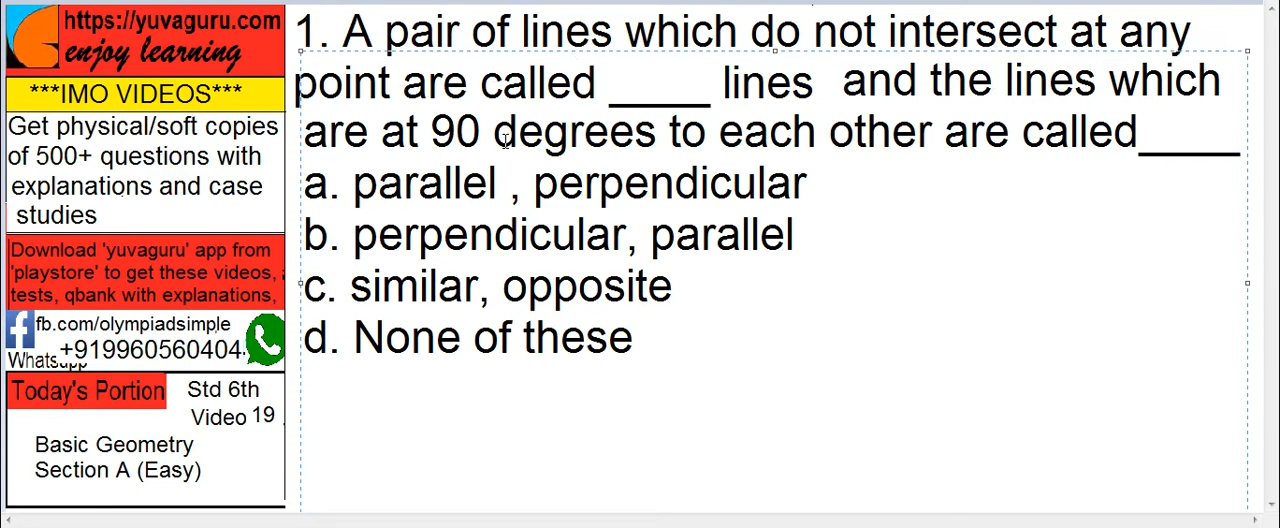 https://yuvaguru.com
enjoy learning
***IMO VIDEOS***
Get physical/soft copies
of 500+ questions with
explanations and case
studies
Download 'yuvaguru' app from
'playstore' to get these videos,
tests, qbank with explanations,
fb.com/olympiadsimple
+919960560404
Whatsapp
Today's Portion
Std 6th
Video 19
Basic Geometry
Section A (Easy)
1. A pair of lines which do not intersect at any
point are called ____ lines and the lines which
are at 90 degrees to each other are called____
a. parallel , perpendicular
b. perpendicular, parallel
c. similar, opposite
d. None of these